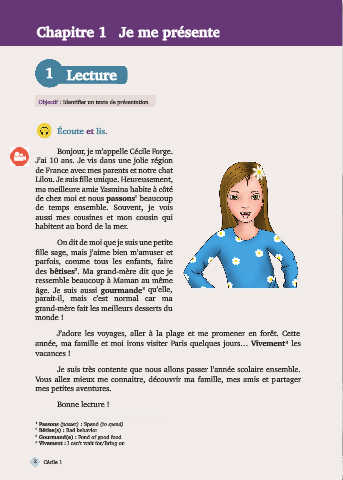 Chapitre 1 Je me présente
1 Lecture
Objectif : Identifier un texte de présentation
Écoute et lis.
Bonjour, je m'appelle Cécile Forge.
J'ai 10 ans. Je vis dans une jolie région
de France avec mes parents et notre chat
Lilou. Je suis fille unique. Heureusement,
ma meilleure amie Yasmina habite à côté
de chez moi et nous passons¹ beaucoup
de temps ensemble. Souvent, je vois
aussi mes cousines et mon cousin qui
habitent au bord de la mer.
On dit de moi que je suis une petite
fille sage, mais j'aime bien m'amuser et
parfois, comme tous les enfants, faire
des bêtises². Ma grand-mère dit que je
ressemble beaucoup à Maman au même
âge. Je suis aussi gourmande³ qu'elle,
paraît-il, mais c'est normal car ma
grand-mère fait les meilleurs desserts du
monde !
J'adore les voyages, aller à la plage et me promener en forêt. Cette
année, ma famille et moi irons visiter Paris quelques jours... Vivement⁴ les
vacances !
Je suis très contente que nous allons passer l'année scolaire ensemble.
Vous allez mieux me connaitre, découvrir ma famille, mes amis et partager
mes petites aventures.
Bonne lecture !
¹ Passons (passer) : Spend (to spend)
² Bêtise(s) : Bad behavior
³ Gourmand(e) : Fond of good food
⁴ Vivement : I can't wait for/Bring on
2 Cécile 1